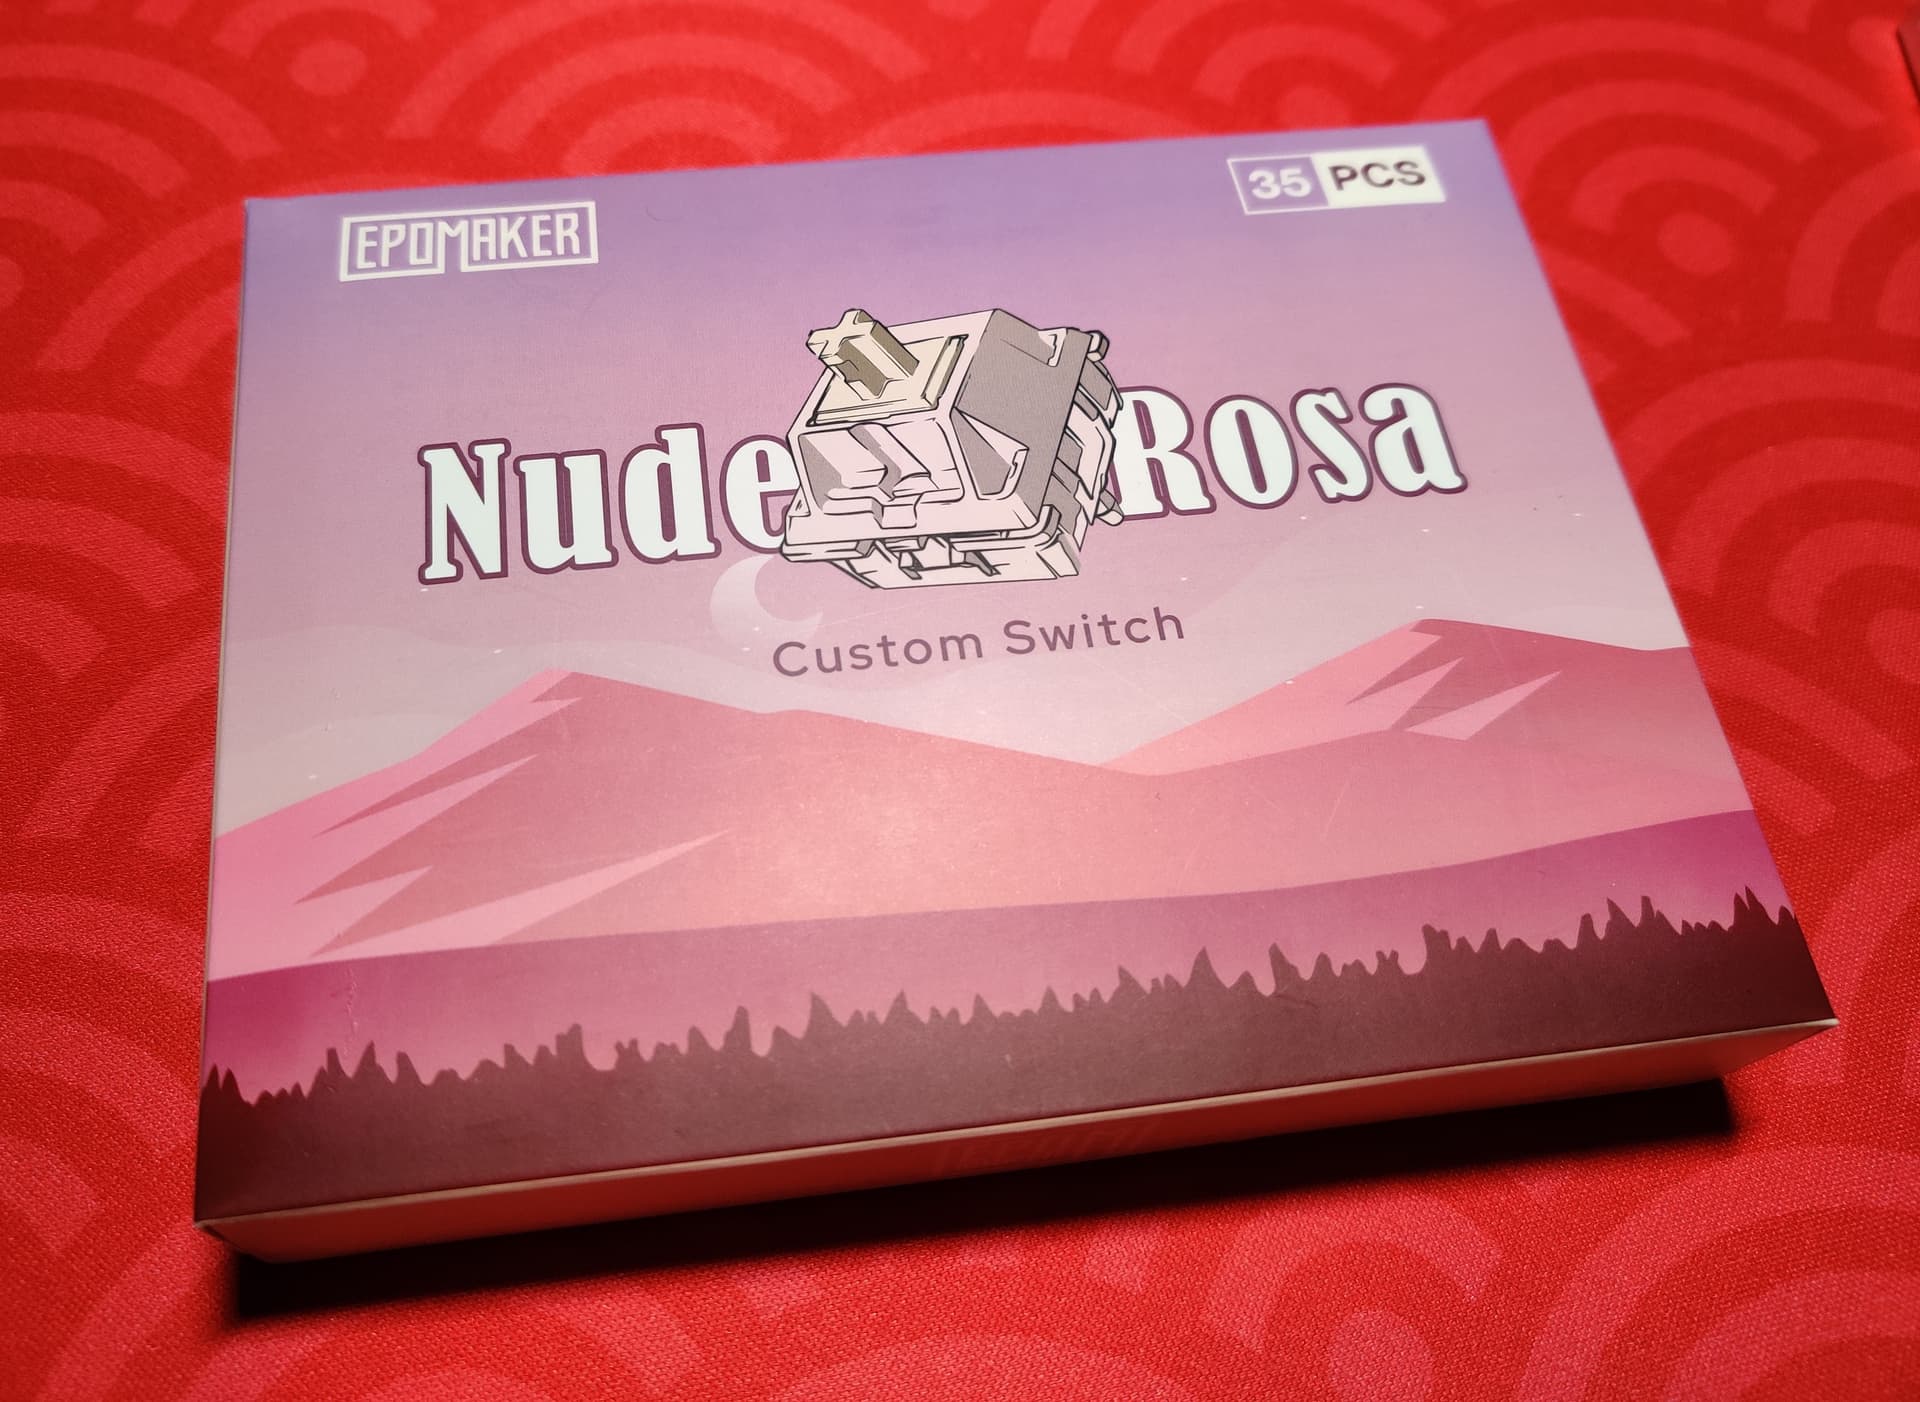 EPOMAKER
35 PCS
Nude Rosa
Custom Switch